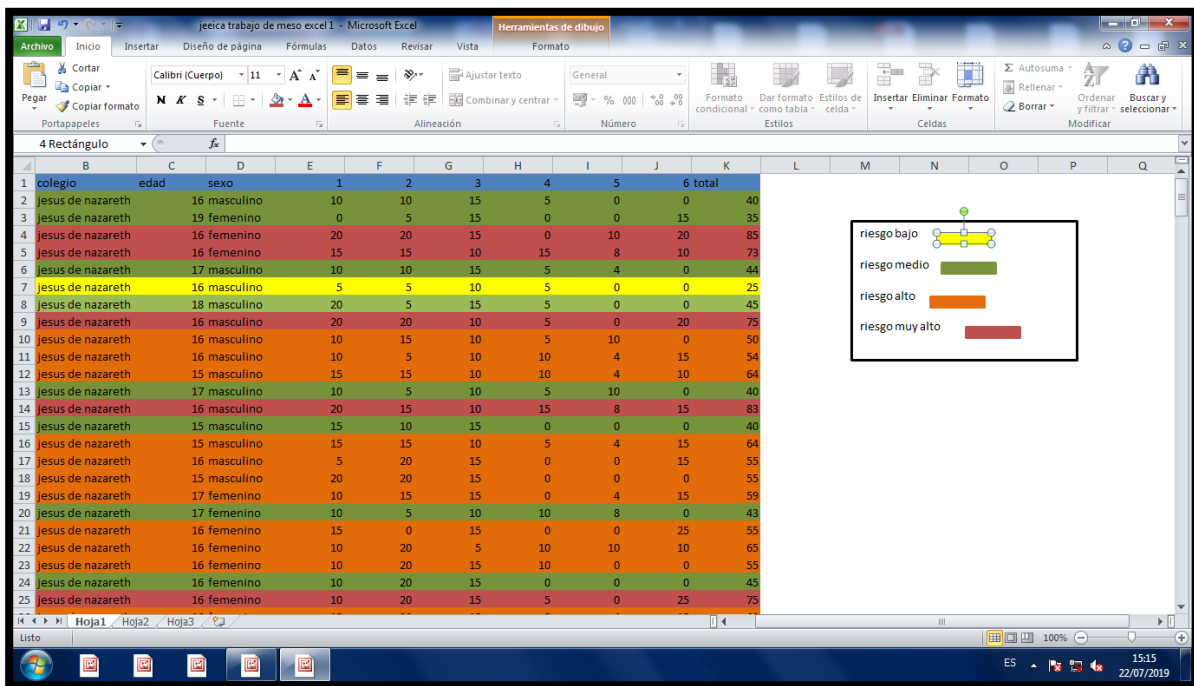 jeeica trabajo de meso excel 1 - Microsoft Excel
Herramientas de dibujo
Archivo Inicio Insertar Diseño de página Fórmulas Datos Revisar Vista Formato
Pegar
Cortar
Copiar
Copiar formato
Portapapeles
Calibri (Cuerpo) 11
N K S
Fuente
Ajustar texto
Combinar y centrar
Alineación
General
% 000
Número
Formato condicional
Dar formato como tabla
Estilos de celda
Estilos
Insertar Eliminar Formato
Celdas
Σ Autosuma
Rellenar
Borrar
Ordenar y filtrar
Buscar y seleccionar
Modificar
4 Rectángulo fx
B C D E F G H I J K L M N O P Q
1 colegio edad sexo 1 2 3 4 5 6 total
2 jesus de nazareth 16 masculino 10 10 15 5 0 0 40
3 jesus de nazareth 19 femenino 0 5 15 0 0 15 35
4 jesus de nazareth 16 femenino 20 20 15 0 10 20 85
5 jesus de nazareth 16 femenino 15 15 10 15 8 10 73
6 jesus de nazareth 17 masculino 10 10 15 5 4 0 44
7 jesus de nazareth 16 masculino 5 5 10 5 0 0 25
8 jesus de nazareth 18 masculino 20 5 15 5 0 0 45
9 jesus de nazareth 16 masculino 20 20 10 5 0 20 75
10 jesus de nazareth 16 masculino 10 15 10 5 10 0 50
11 jesus de nazareth 16 masculino 10 5 10 10 4 15 54
12 jesus de nazareth 15 masculino 15 15 10 10 4 10 64
13 jesus de nazareth 17 masculino 10 5 10 5 10 0 40
14 jesus de nazareth 16 masculino 20 15 10 15 8 15 83
15 jesus de nazareth 15 masculino 15 10 15 0 0 0 40
16 jesus de nazareth 15 masculino 15 15 10 5 4 15 64
17 jesus de nazareth 16 masculino 5 20 15 0 0 15 55
18 jesus de nazareth 15 masculino 20 20 15 0 0 0 55
19 jesus de nazareth 17 femenino 10 15 15 0 4 15 59
20 jesus de nazareth 17 femenino 10 5 10 10 8 0 43
21 jesus de nazareth 16 femenino 15 0 15 0 0 25 55
22 jesus de nazareth 16 femenino 10 20 5 10 10 10 65
23 jesus de nazareth 16 femenino 10 20 15 10 0 0 55
24 jesus de nazareth 16 femenino 10 20 15 0 0 0 45
25 jesus de nazareth 16 femenino 10 20 15 5 0 25 75
riesgo bajo
riesgo medio
riesgo alto
riesgo muy alto
Hoja1 Hoja2 Hoja3
Listo
100%
ES
15:15
22/07/2019